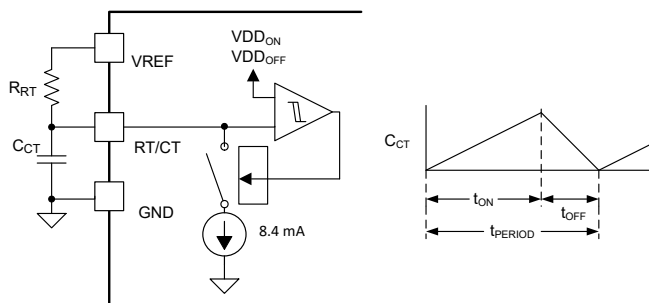 VDDON
VDDOFF
VREF
RRT
RT/CT
CCT
GND
8.4 mA
CCT
tON
tOFF
tPERIOD